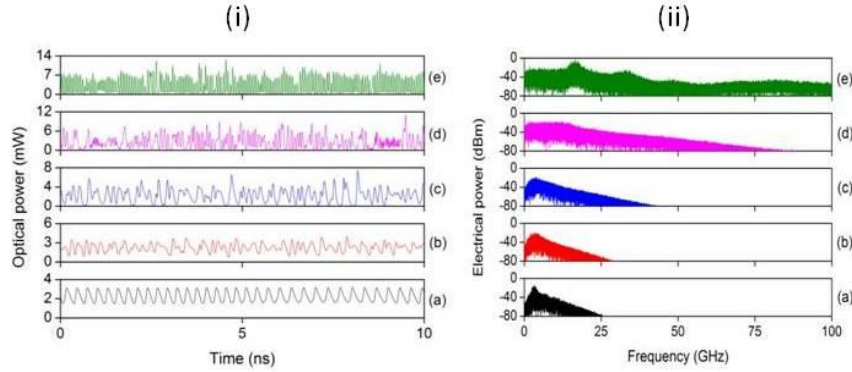 (i)
Optical power (mW)
14
7
0
(e)
12
6
0
(d)
8
4
0
(c)
6
3
0
(b)
4
2
0
(a)
0
5
10
Time (ns)
(ii)
Electrical power (dBm)
0
-40
-80
(e)
0
-40
-80
(d)
0
-40
-80
(c)
0
-40
-80
(b)
0
-40
-80
(a)
0
25
50
75
100
Frequency (GHz)